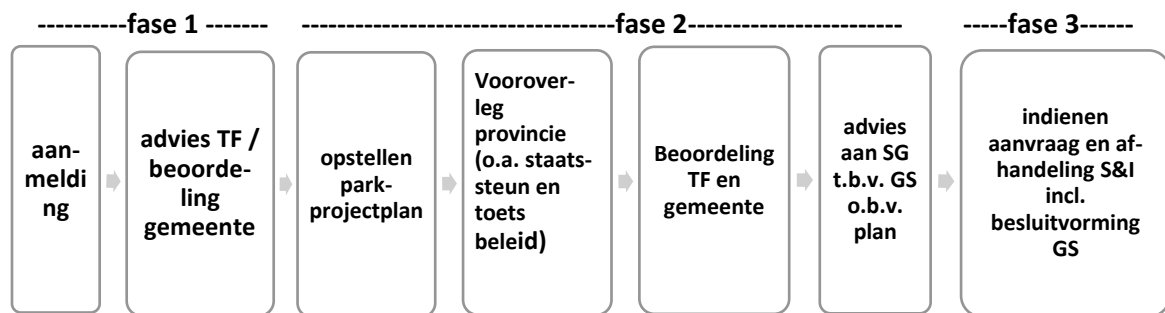 ----------fase 1 -------
-----------------------------------fase 2------------------------
-----fase 3------
aan-
meldi
ng
advies TF /
beoorde-
ling
gemeente
opstellen
park-
projectplan
Voorover-
leg
provincie
(o.a. staats-
steun en
toets
beleid)
Beoordeling
TF en
gemeente
advies
aan SG
t.b.v. GS
o.b.v.
plan
indienen
aanvraag en af-
handeling S&I
incl.
besluitvorming
GS